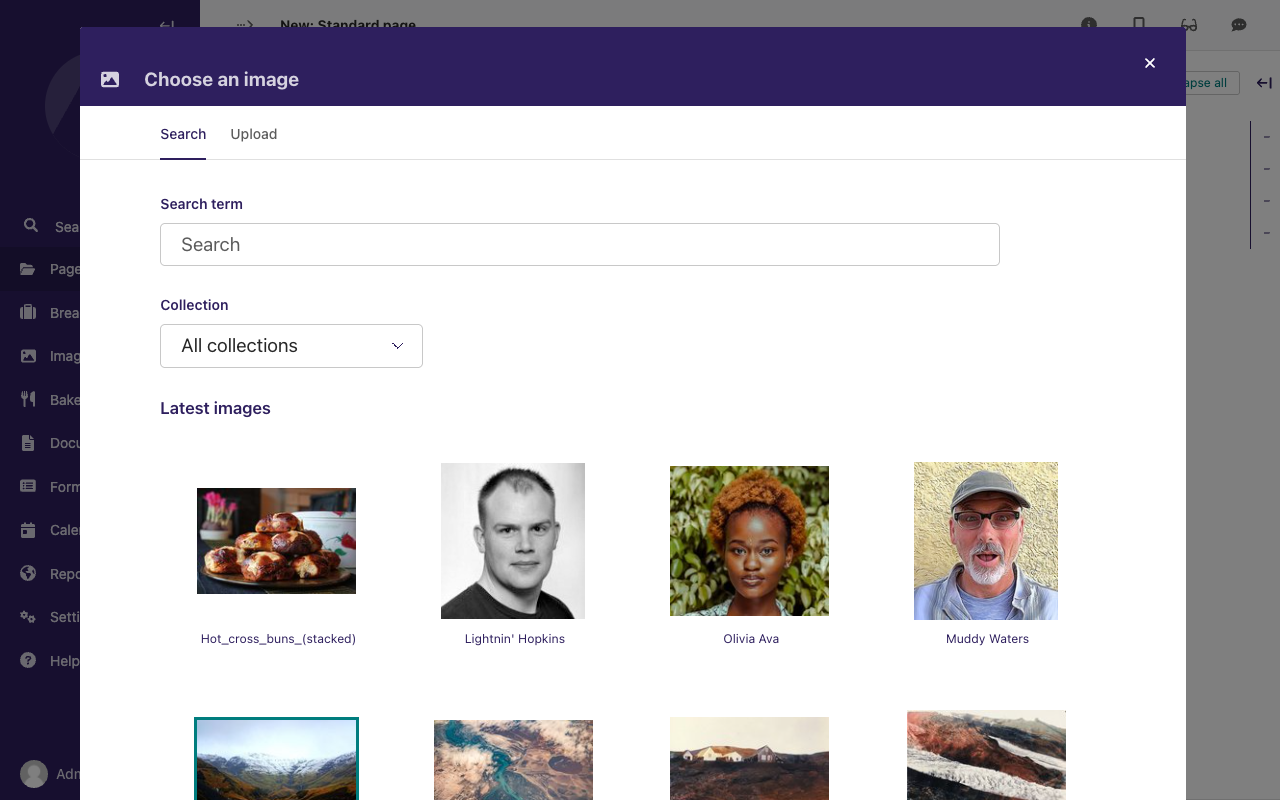 New: Standard page
Choose an image
apse all
Search
Upload
Search term
Search
Collection
All collections
Latest images
Hot_cross_buns_(stacked)
Lightnin' Hopkins
Olivia Ava
Muddy Waters
Sea
Page
Brea
Imag
Bake
Docu
Form
Caler
Repo
Setti
Help
Adm